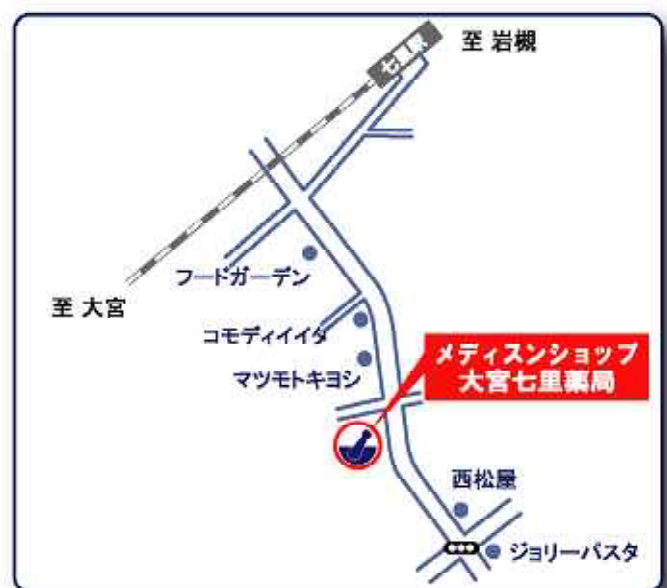 至 岩槻
七里駅
至 大宮
フードガーデン
コモディイイダ
マツモトキヨシ
メディスンショップ
大宮七里薬局
西松屋
ジョリーパスタ